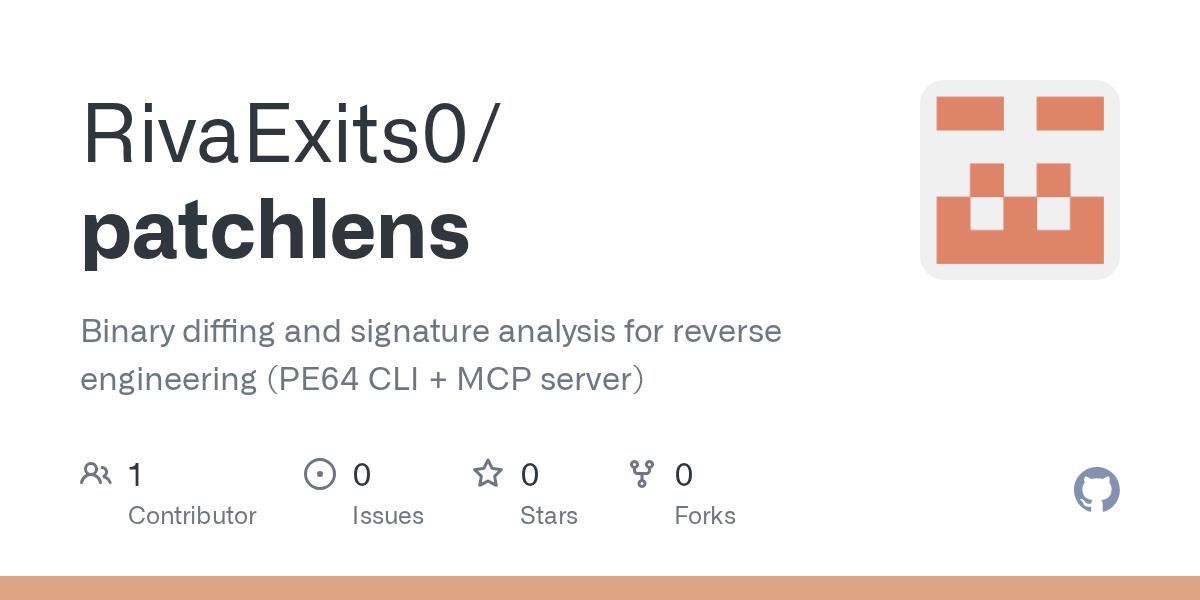 RivaExits0/
patchlens
Binary diffing and signature analysis for reverse
engineering (PE64 CLI + MCP server)
1 0 0 0
Contributor Issues Stars Forks